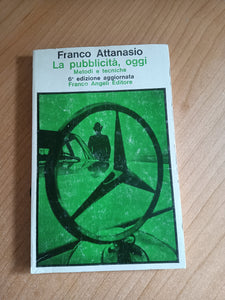 Franco Attanasio
La pubblicità, oggi
Metodi e tecniche
6ª edizione aggiornata
Franco Angeli Editore